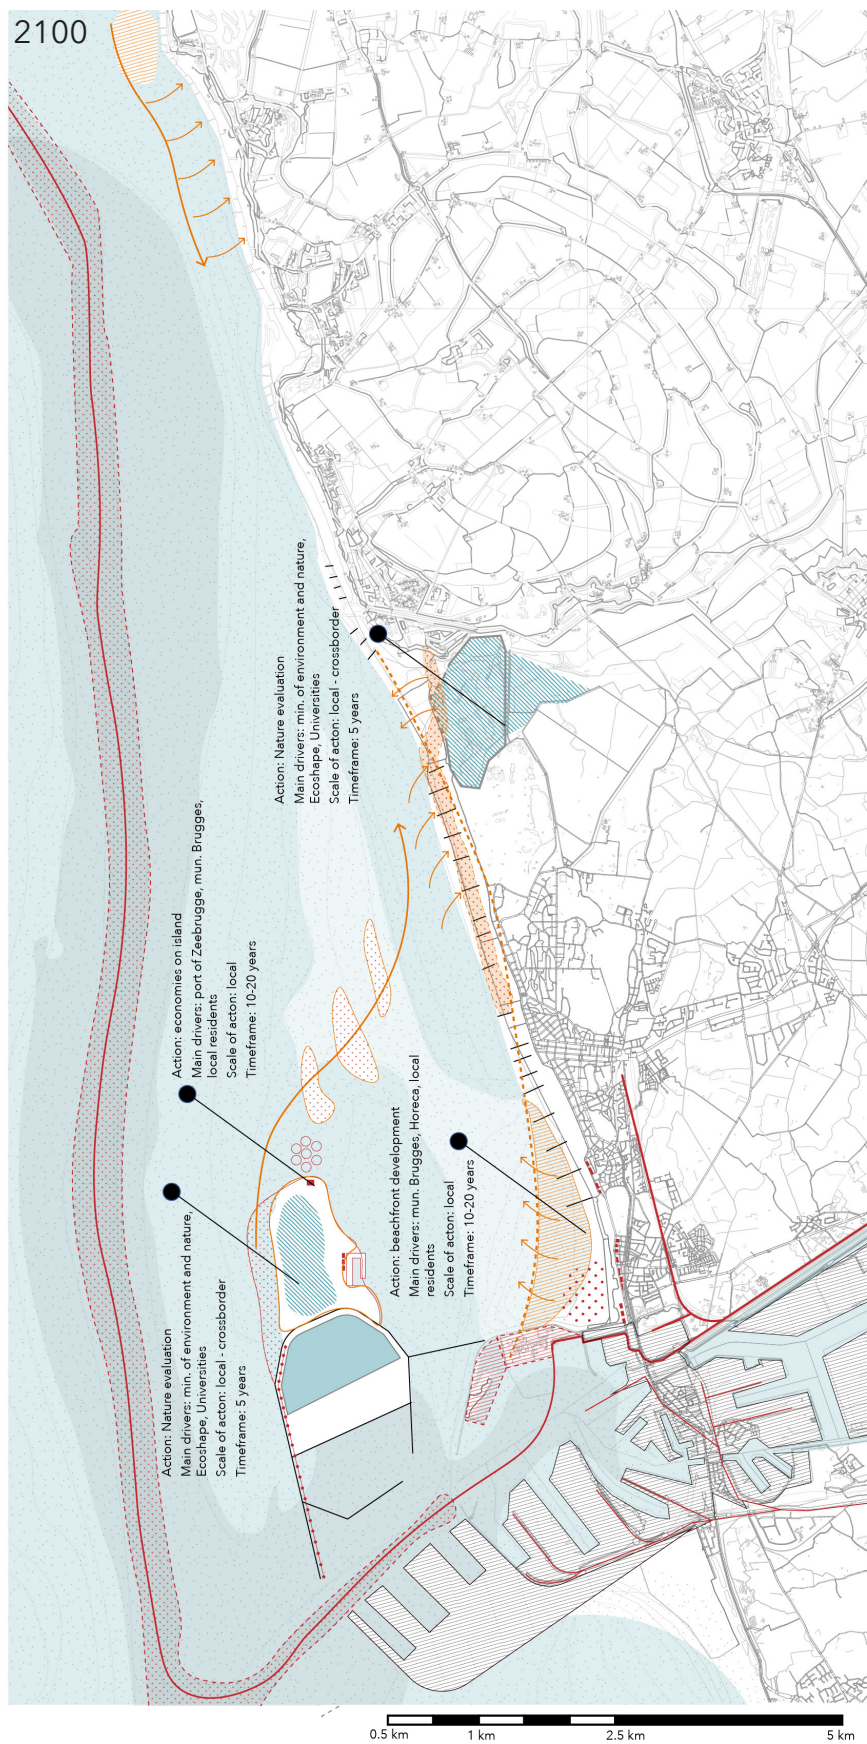 2100
Action: Nature evaluation
Main drivers: min. of environment and nature,
Ecoshape, Universities
Scale of acton: local - crossborder
Timeframe: 5 years
Action: economies on island
Main drivers: port of Zeebrugge, mun. Brugges,
local residents
Scale of acton: local
Timeframe: 10-20 years
Action: beachfront development
Main drivers: mun. Brugges, Horeca, local
residents
Scale of acton: local
Timeframe: 10-20 years
Action: Nature evaluation
Main drivers: min. of environment and nature,
Ecoshape, Universities
Scale of acton: local - crossborder
Timeframe: 5 years
0.5 km 1 km 2.5 km 5 km